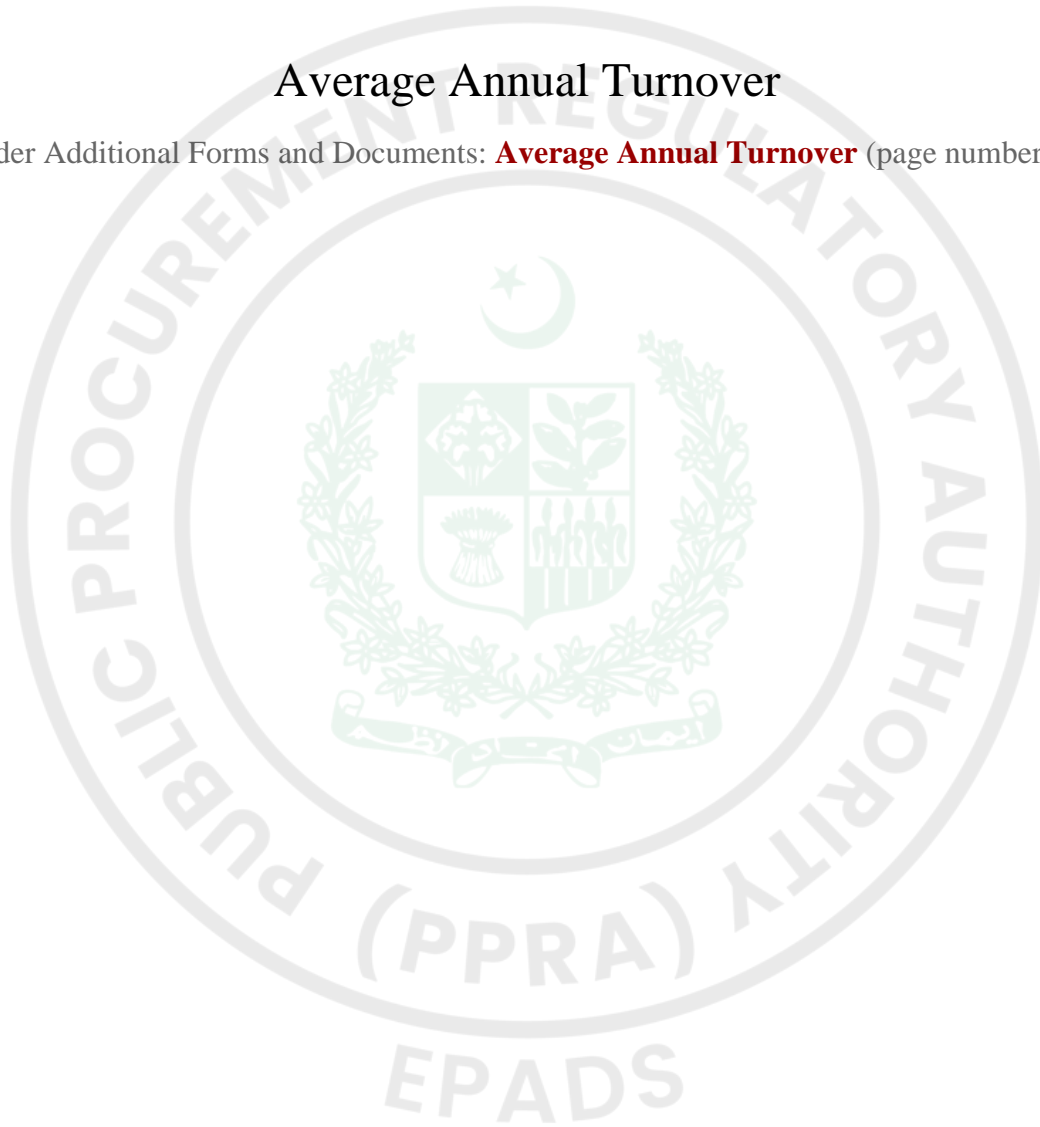 Average Annual Turnover
der Additional Forms and Documents: Average Annual Turnover (page number
PUBLIC PROCUREMENT REGULATORY AUTHORITY
(PPRA)
EPADS